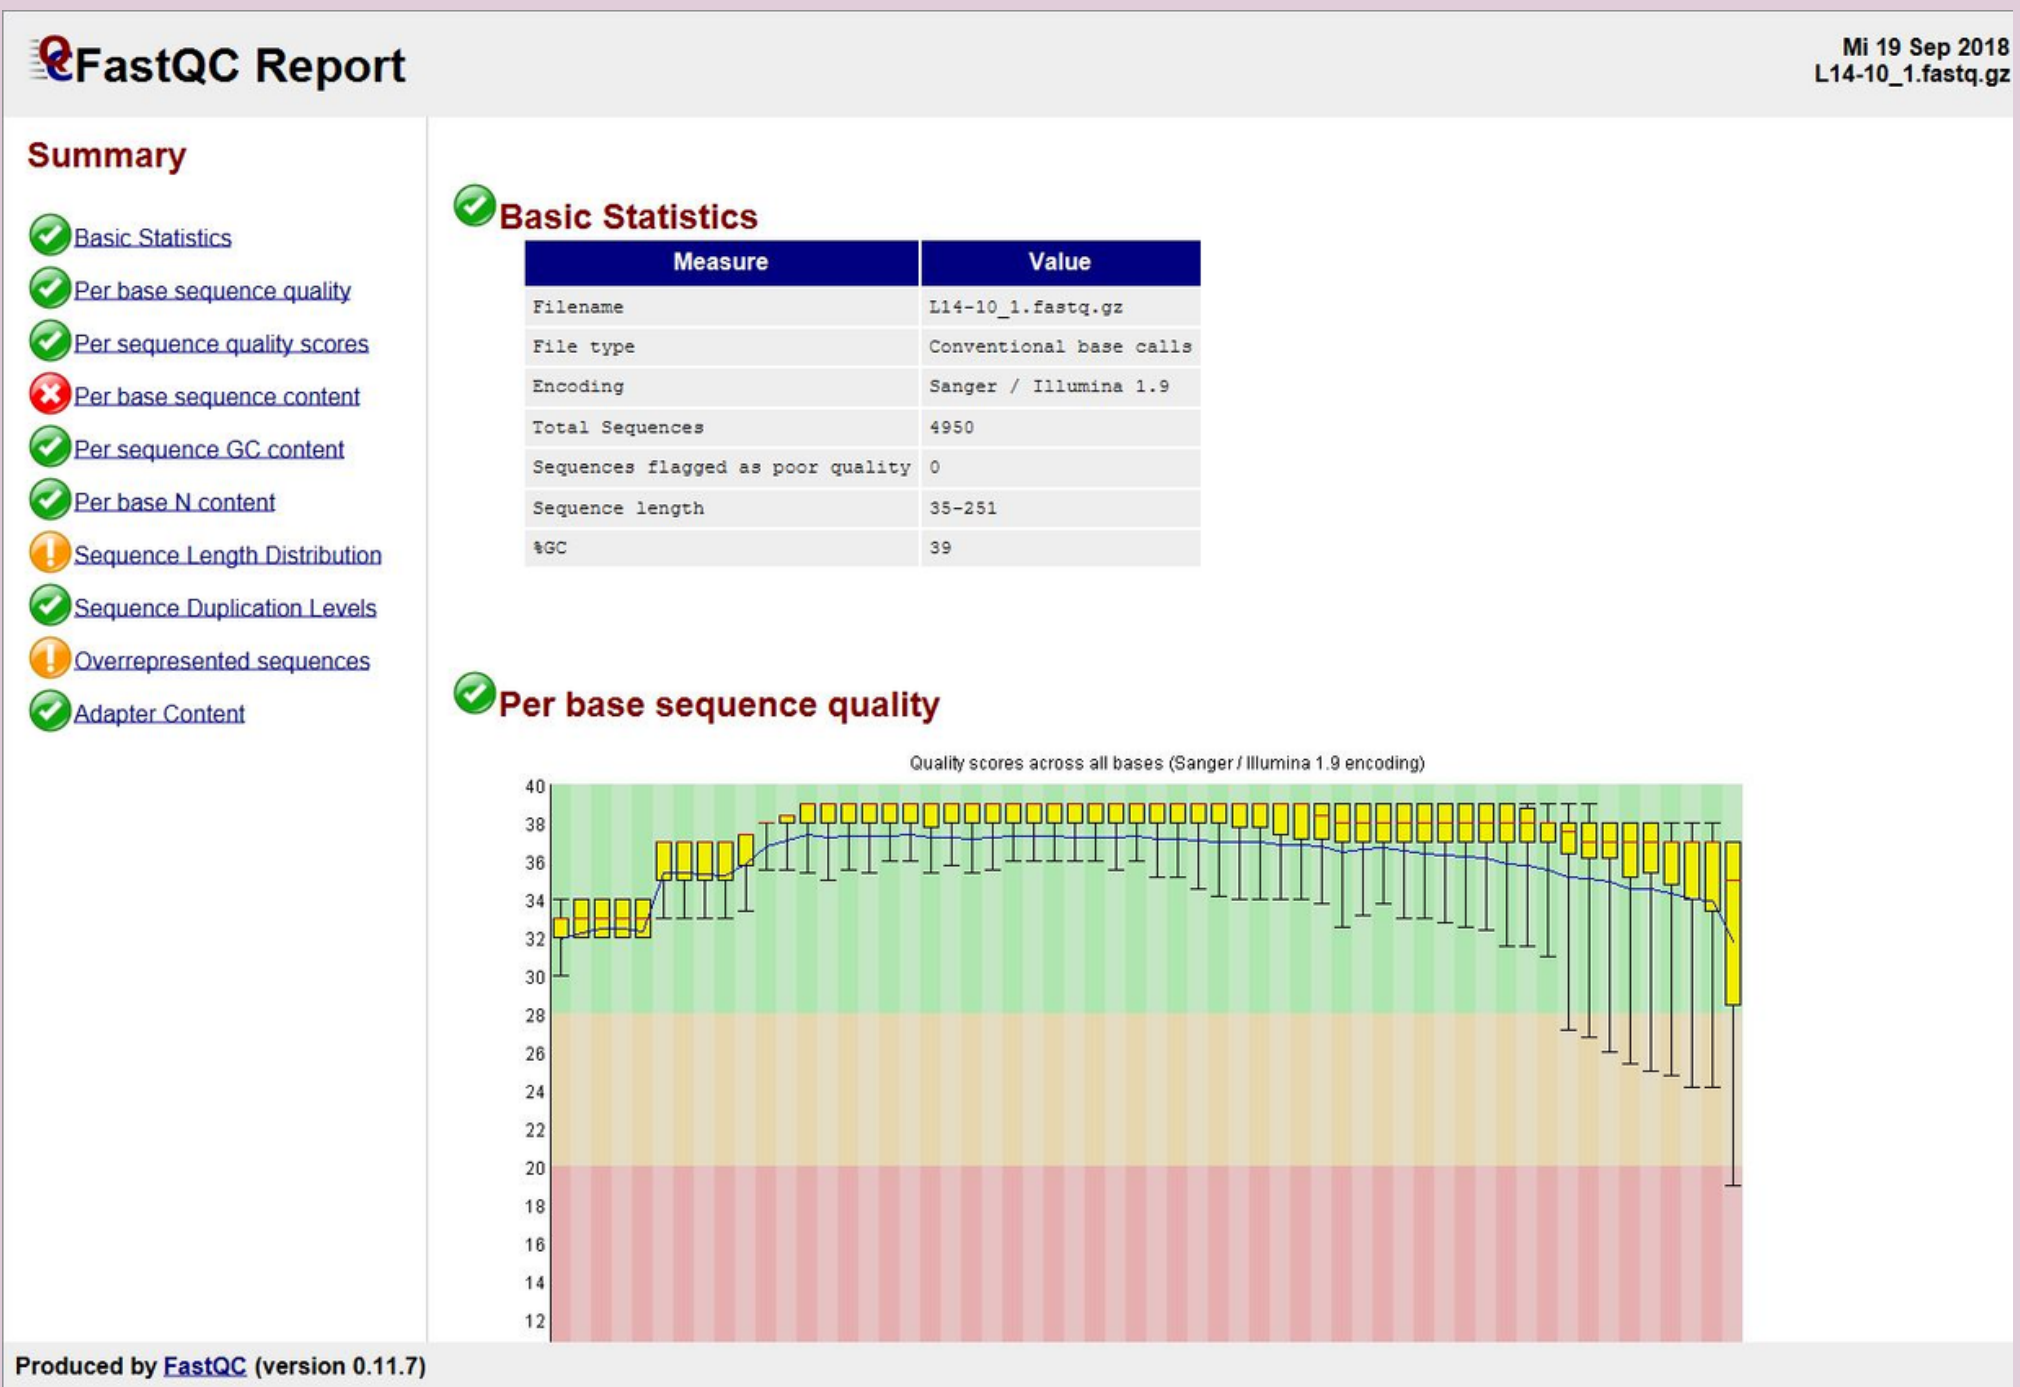 FastQC Report
Mi 19 Sep 2018
L14-10_1.fastq.gz
Summary
Basic Statistics
Per base sequence quality
Per sequence quality scores
Per base sequence content
Per sequence GC content
Per base N content
Sequence Length Distribution
Sequence Duplication Levels
Overrepresented sequences
Adapter Content
Basic Statistics
Measure Value
Filename L14-10_1.fastq.gz
File type Conventional base calls
Encoding Sanger / Illumina 1.9
Total Sequences 4950
Sequences flagged as poor quality 0
Sequence length 35-251
%GC 39
Per base sequence quality
Quality scores across all bases (Sanger / Illumina 1.9 encoding)
40
38
36
34
32
30
28
26
24
22
20
18
16
14
12
Produced by FastQC (version 0.11.7)